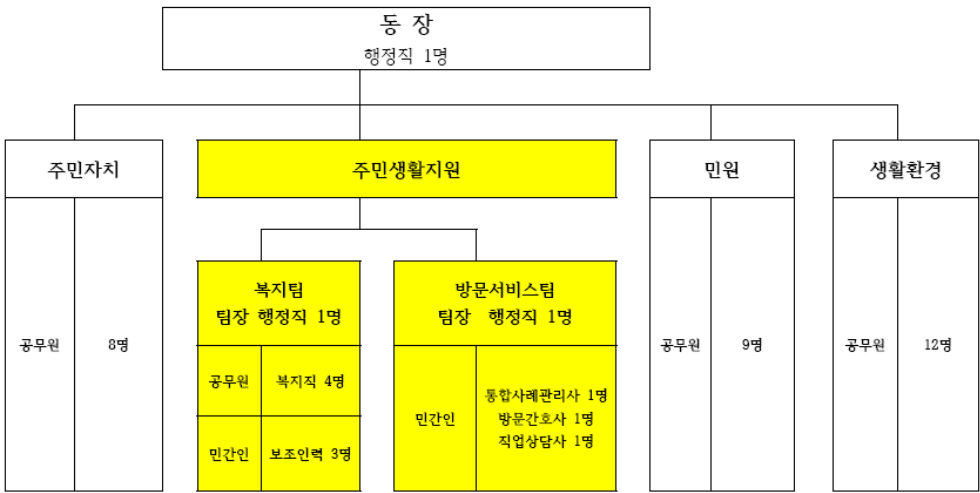 동 장
행정직 1명
주민자치
주민생활지원
민원
생활환경
복지팀
팀장 행정직 1명
방문서비스팀
팀장 행정직 1명
공무원 8명
공무원 복지직 4명
민간인 보조인력 3명
민간인
통합사례관리사 1명
방문간호사 1명
직업상담사 1명
공무원 9명
공무원 12명